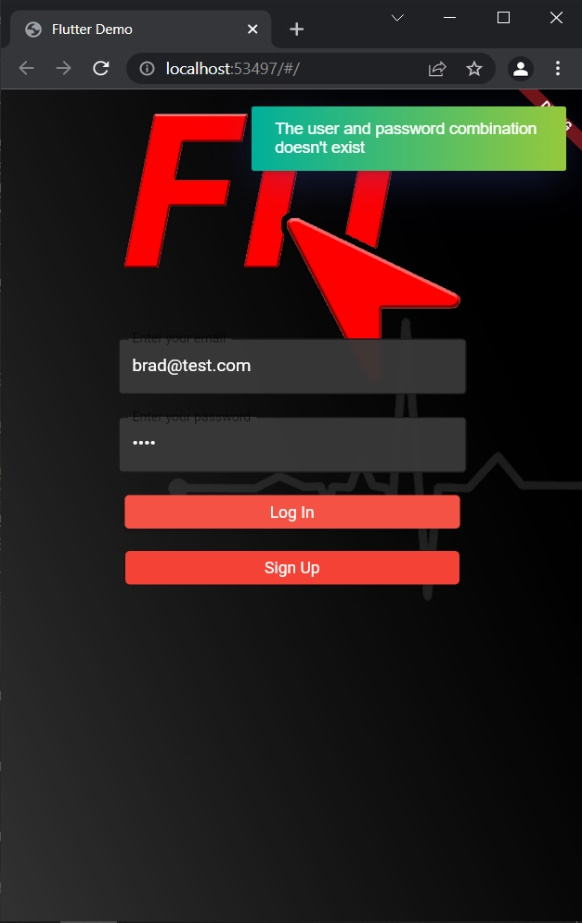 Flutter Demo
localhost:53497/#/
The user and password combination
doesn't exist
Enter your email
brad@test.com
Enter your password
••••
Log In
Sign Up